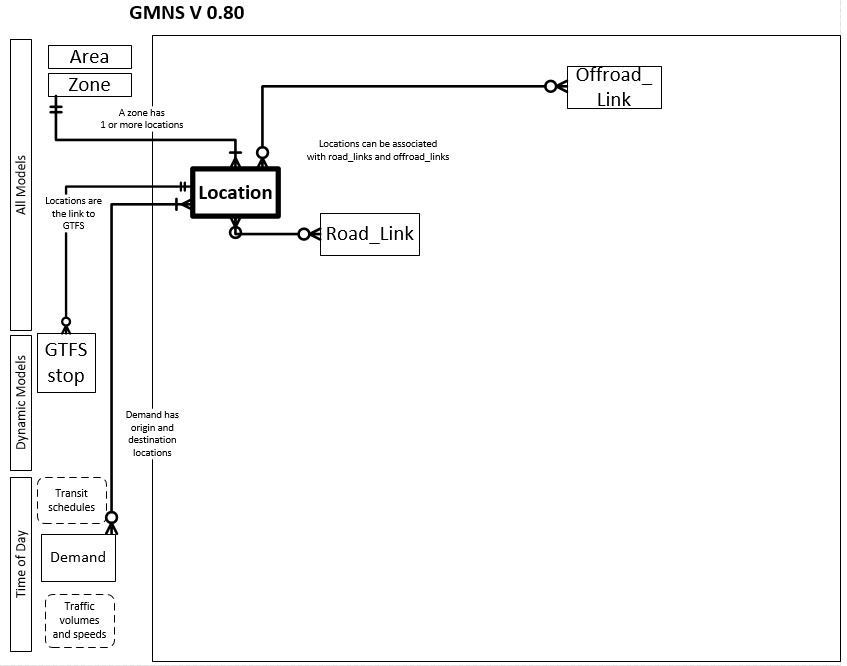 GMNS V 0.80
Area
Zone
Offroad_
Link
A zone has
1 or more locations
Locations can be associated
with road_links and offroad_links
All Models
Location
Locations are
the link to
GTFS
Road_Link
GTFS
stop
Dynamic Models
Demand has
origin and
destination
locations
Transit
schedules
Time of Day
Demand
Traffic
volumes
and speeds